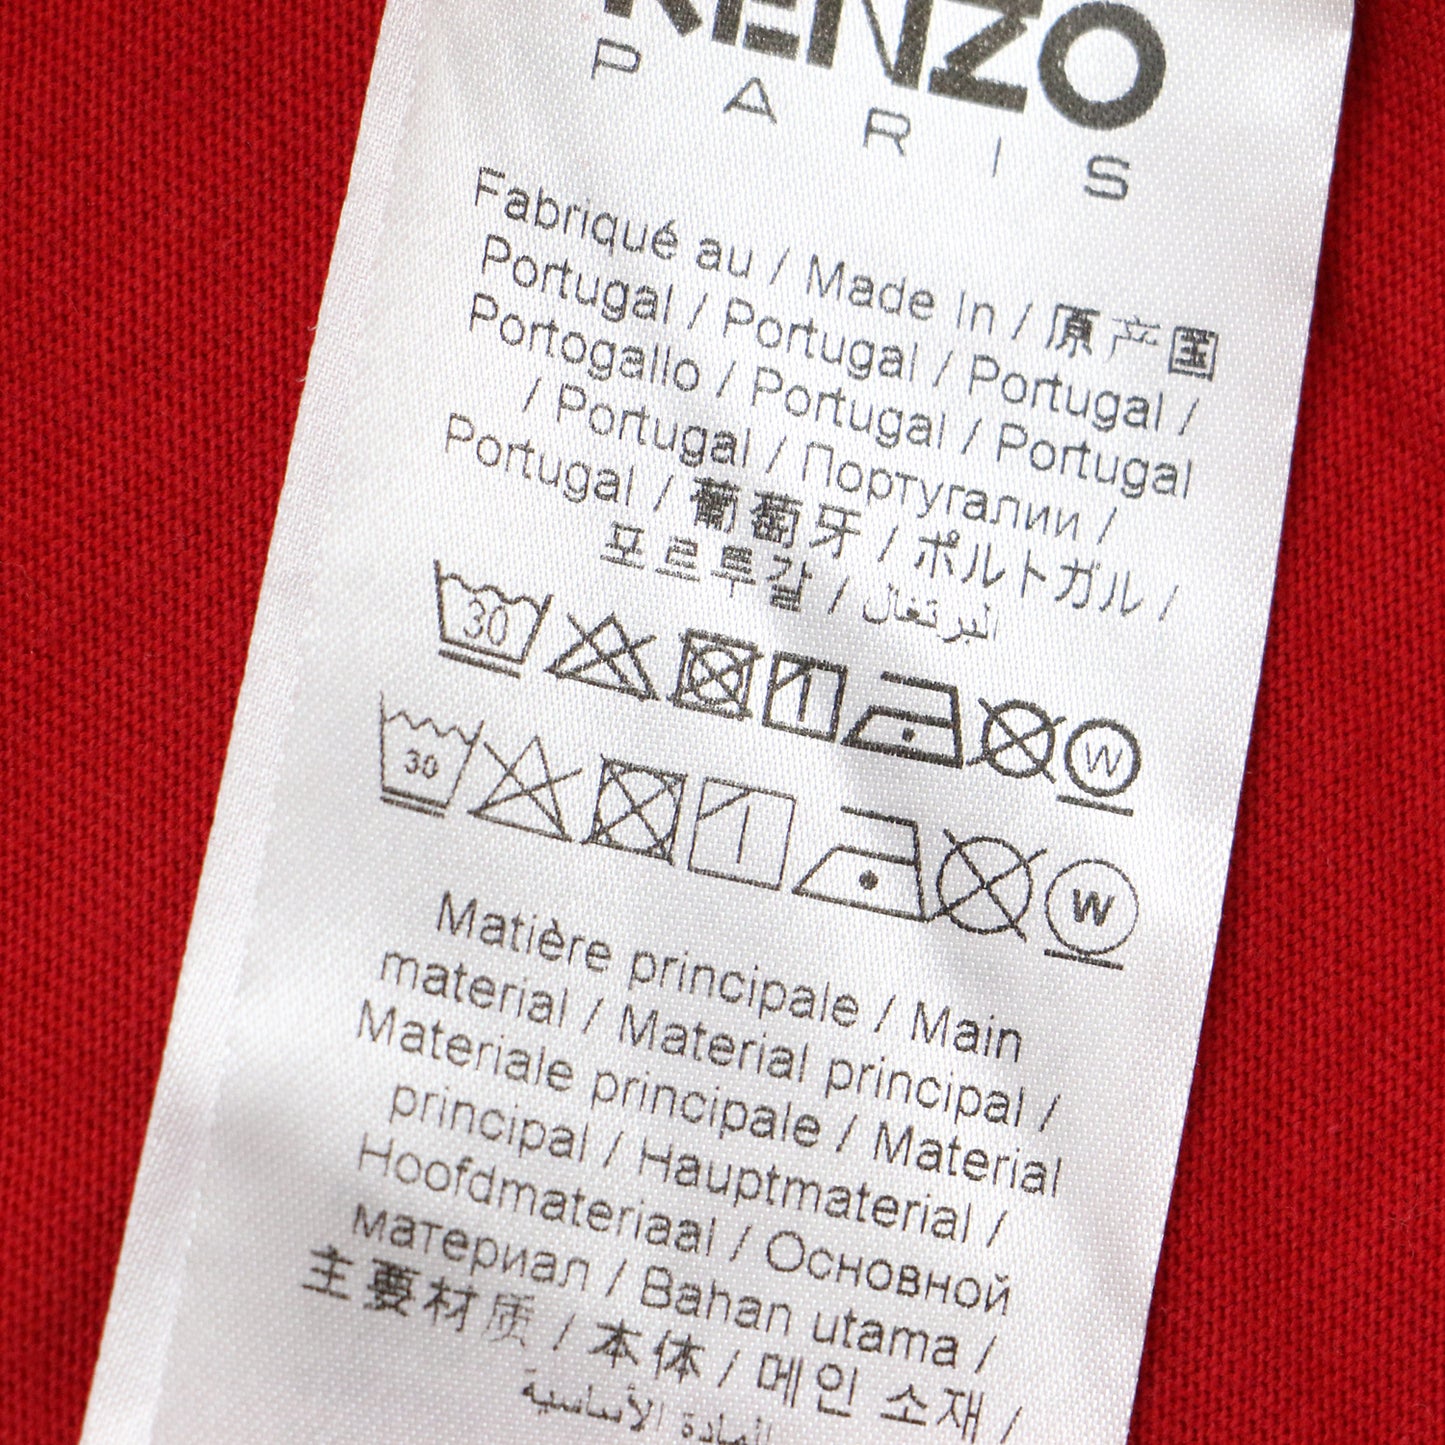 KENZO
PARIS
Fabriqué au / Made in / 原产国
Portugal / Portugal / Portugal /
Portogallo / Portugal / Portugal
/ Portugal / Португалии /
Portugal / 葡萄牙 / ポルトガル /
포르투갈 / البرتغال
30 W
30 W
Matière principale / Main
material / Material principal /
Materiale principale / Material
principal / Hauptmaterial /
Hoofdmateriaal / Основной
материал / Bahan utama /
主要材质 / 本体 / 메인 소재 /
المادة الأساسية